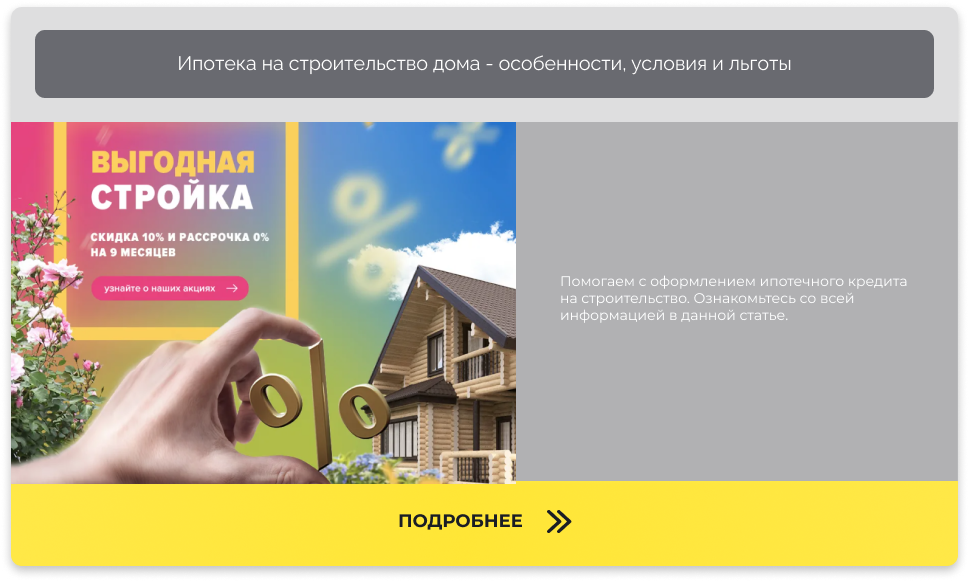 Ипотека на строительство дома - особенности, условия и льготы
ВЫГОДНАЯ
СТРОЙКА
СКИДКА 10% И РАССРОЧКА 0%
НА 9 МЕСЯЦЕВ
узнайте о наших акциях
Помогаем с оформлением ипотечного кредита
на строительство. Ознакомьтесь со всей
информацией в данной статье.
ПОДРОБНЕЕ